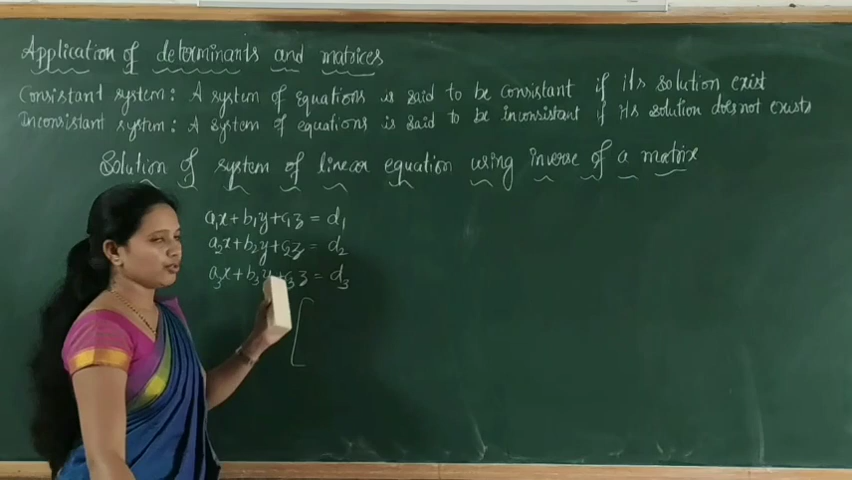 Application of determinants and matrices
Consistant system: A system of equations is said to be consistant if its solution exist
Inconsistant system: A system of equations is said to be inconsistant if its solution does not exists
Solution of system of linear equation using inverse of a matrix
a₁x+b₁y+c₁z = d₁
a₂x+b₂y+c₂z = d₂
a₃x+b₃y+c₃z = d₃
[